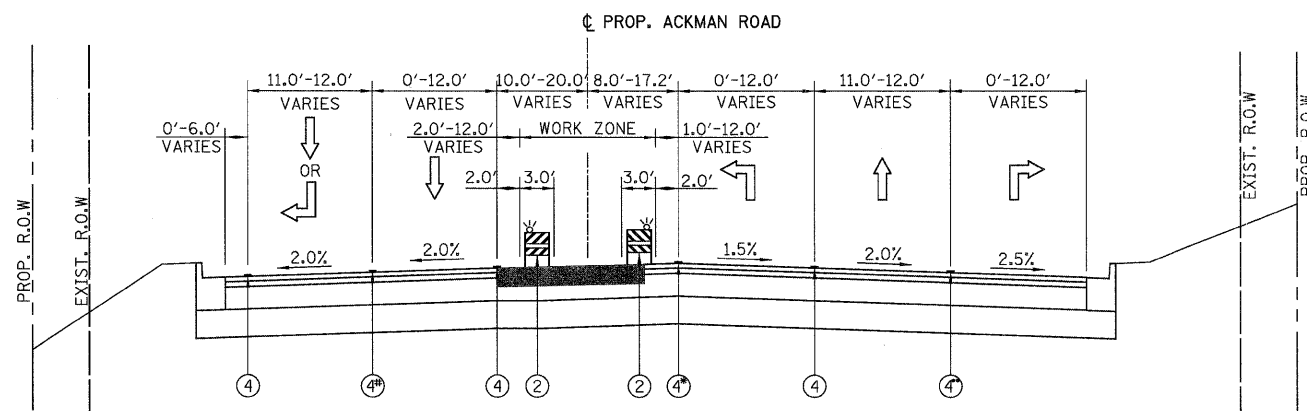 ℄ PROP. ACKMAN ROAD
11.0'-12.0' 0'-12.0' 10.0'-20.0' 8.0'-17.2' 0'-12.0' 11.0'-12.0' 0'-12.0'
VARIES VARIES VARIES VARIES VARIES VARIES VARIES
0'-6.0' 2.0'-12.0' WORK ZONE 1.0'-12.0'
VARIES VARIES VARIES
OR
2.0' 3.0' 3.0' 2.0'
2.0% 2.0% 1.5% 2.0% 2.5%
PROP. R.O.W
EXIST. R.O.W
EXIST. R.O.W
PROP. R.O.W
4 4# 4 2 2 4* 4 4**